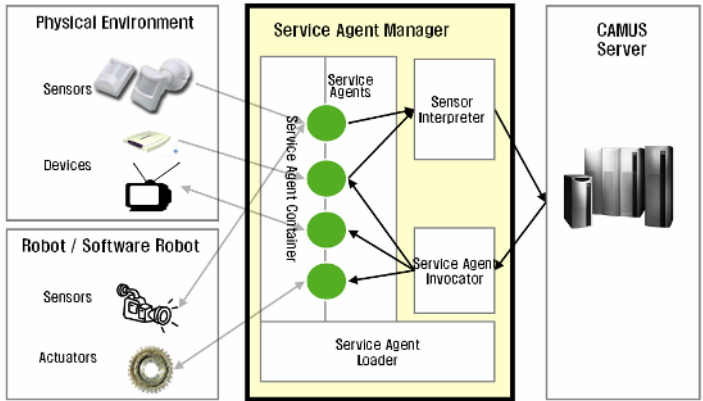 Physical Environment
Sensors
Devices
Robot / Software Robot
Sensors
Actuators
Service Agent Manager
Service
Agents
Service Agent Container
Sensor
Interpreter
Service Agent
Invocator
Service Agent
Loader
CAMUS
Server